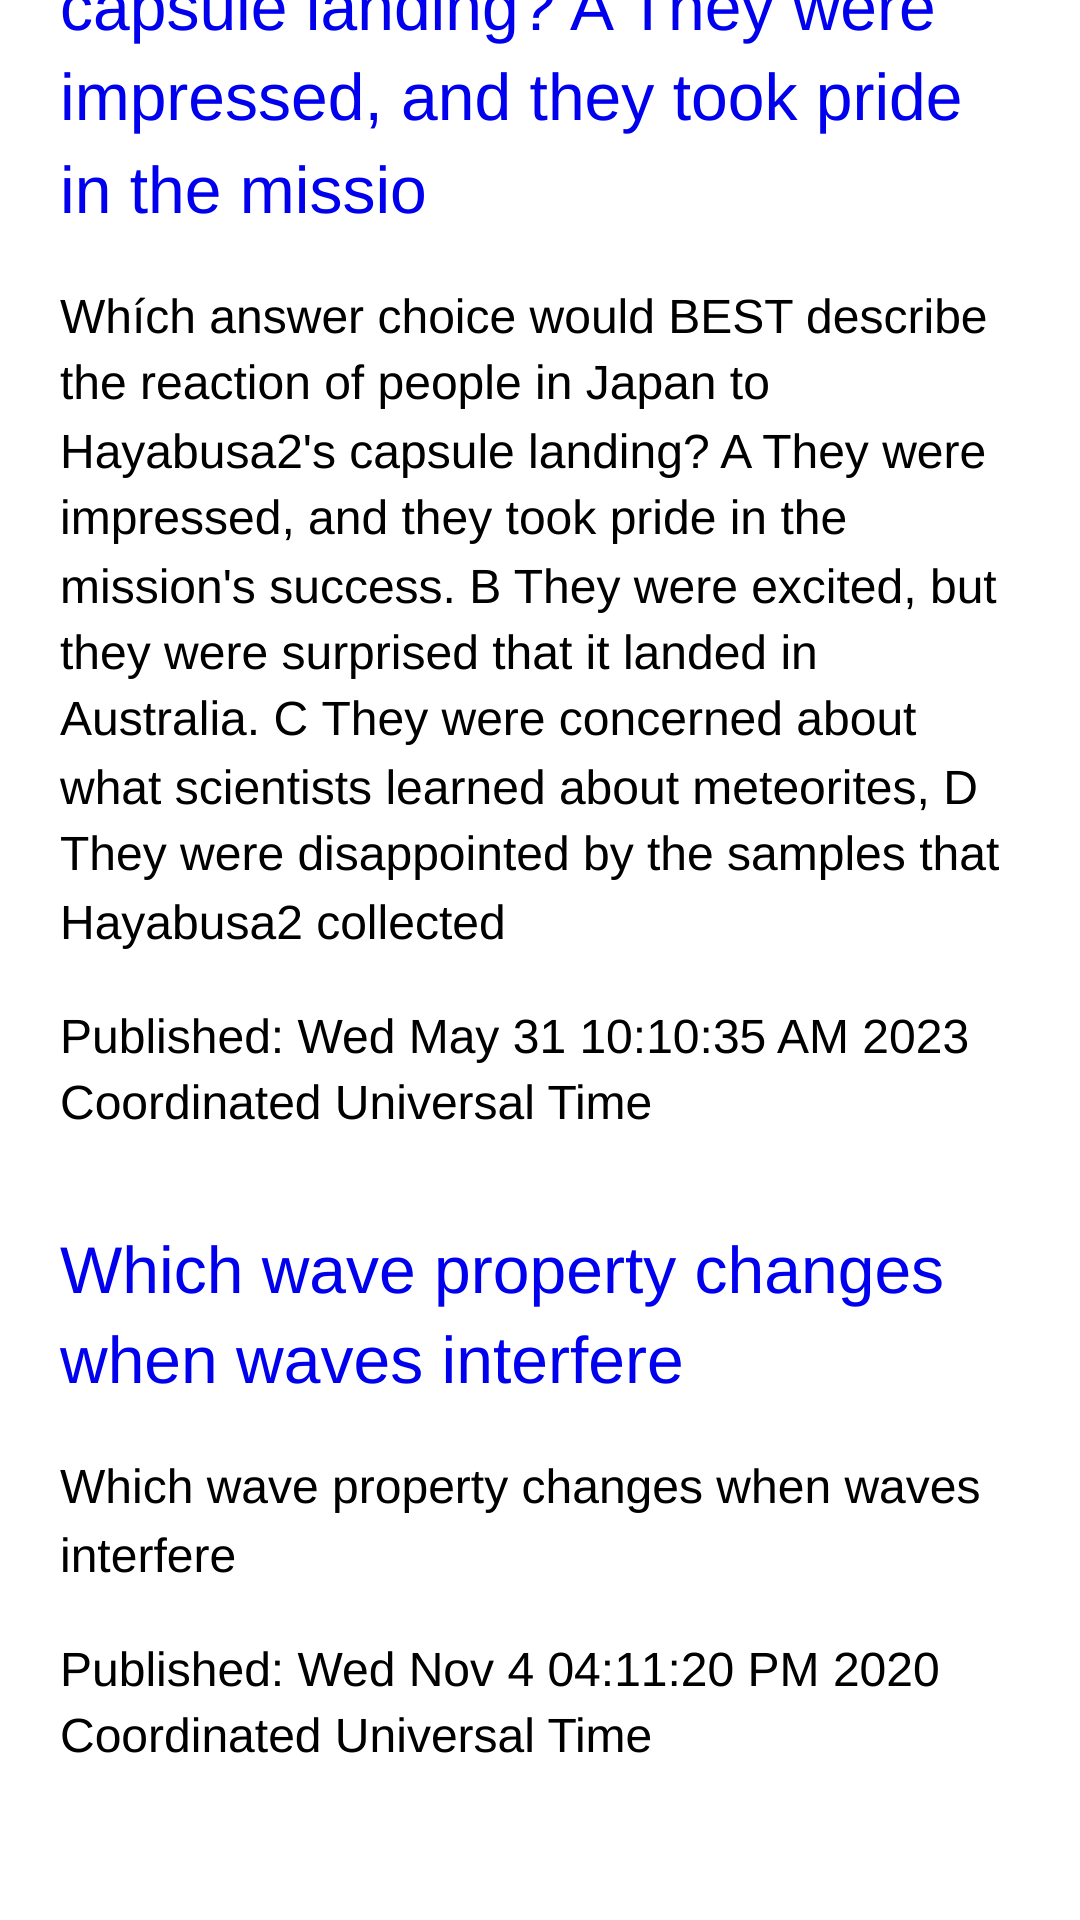 capsule landing? A They were
impressed, and they took pride
in the missio
Whích answer choice would BEST describe
the reaction of people in Japan to
Hayabusa2's capsule landing? A They were
impressed, and they took pride in the
mission's success. B They were excited, but
they were surprised that it landed in
Australia. C They were concerned about
what scientists learned about meteorites, D
They were disappointed by the samples that
Hayabusa2 collected
Published: Wed May 31 10:10:35 AM 2023
Coordinated Universal Time
Which wave property changes
when waves interfere
Which wave property changes when waves
interfere
Published: Wed Nov 4 04:11:20 PM 2020
Coordinated Universal Time